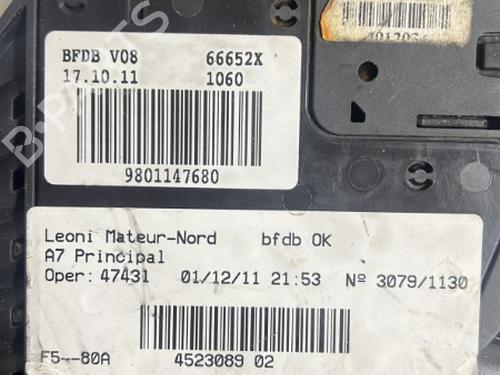 BFDB V08 66652X
17.10.11 1060
9801147680
Leoni Mateur-Nord bfdb OK
A7 Principal
Oper: 47431 01/12/11 21:53 Nº 3079/1130
F5--80A 4523089 02